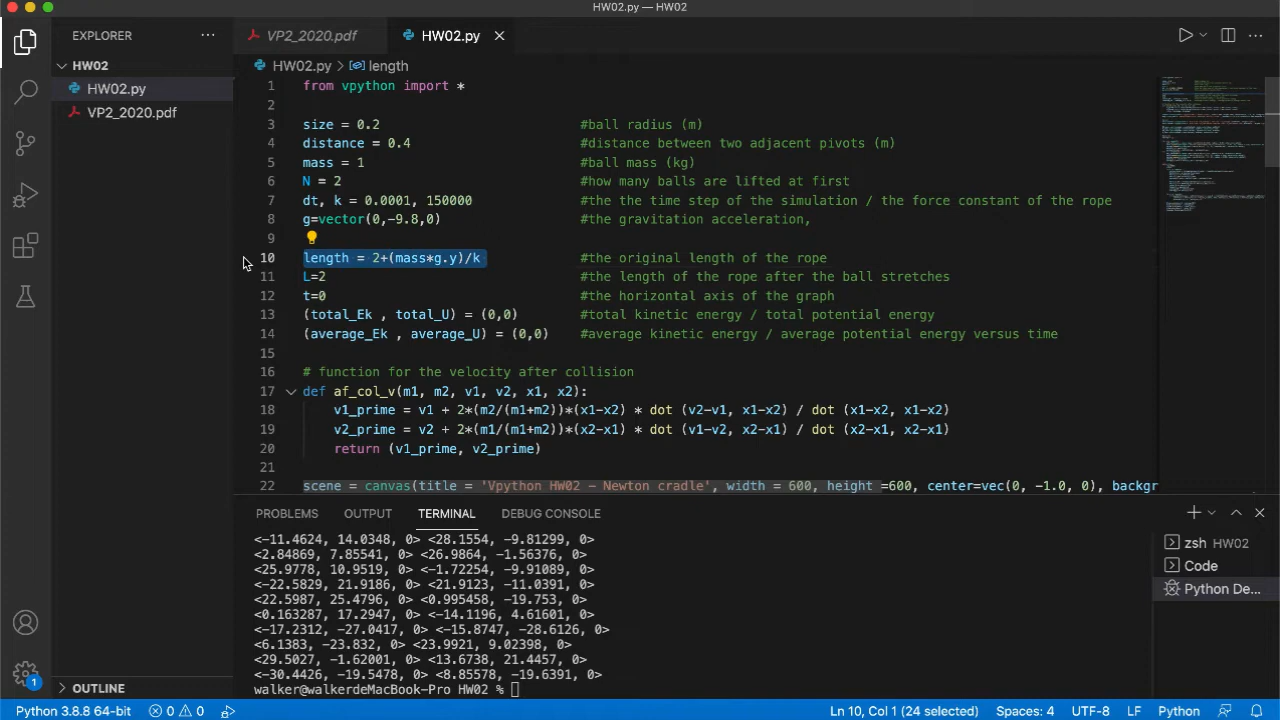 HW02.py — HW02
EXPLORER
VP2_2020.pdf
HW02.py
HW02
HW02.py
VP2_2020.pdf
HW02.py > length
1 from vpython import *
2
3 size = 0.2 #ball radius (m)
4 distance = 0.4 #distance between two adjacent pivots (m)
5 mass = 1 #ball mass (kg)
6 N = 2 #how many balls are lifted at first
7 dt, k = 0.0001, 150000 #the the time step of the simulation / the force constant of the rope
8 g=vector(0,-9.8,0) #the gravitation acceleration,
9
10 length = 2+(mass*g.y)/k #the original length of the rope
11 L=2 #the length of the rope after the ball stretches
12 t=0 #the horizontal axis of the graph
13 (total_Ek , total_U) = (0,0) #total kinetic energy / total potential energy
14 (average_Ek , average_U) = (0,0) #average kinetic energy / average potential energy versus time
15
16 # function for the velocity after collision
17 def af_col_v(m1, m2, v1, v2, x1, x2):
18 v1_prime = v1 + 2*(m2/(m1+m2))*(x1-x2) * dot (v2-v1, x1-x2) / dot (x1-x2, x1-x2)
19 v2_prime = v2 + 2*(m1/(m1+m2))*(x2-x1) * dot (v1-v2, x2-x1) / dot (x2-x1, x2-x1)
20 return (v1_prime, v2_prime)
21
22 scene = canvas(title = 'Vpython HW02 - Newton cradle', width = 600, height =600, center=vec(0, -1.0, 0), backgr
PROBLEMS OUTPUT TERMINAL DEBUG CONSOLE
<-11.4624, 14.0348, 0> <28.1554, -9.81299, 0>
<2.84869, 7.85541, 0> <26.9864, -1.56376, 0>
<25.9778, 10.9519, 0> <-1.72254, -9.91089, 0>
<-22.5829, 21.9186, 0> <21.9123, -11.0391, 0>
<22.5987, 25.4796, 0> <0.995458, -19.753, 0>
<0.163287, 17.2947, 0> <-14.1196, 4.61601, 0>
<-17.2312, -27.0417, 0> <-15.8747, -28.6126, 0>
<6.1383, -23.832, 0> <23.9921, 9.02398, 0>
<29.5027, -1.62001, 0> <13.6738, 21.4457, 0>
<-30.4426, -19.5478, 0> <8.85578, -19.6391, 0>
walker@walkerdeMacBook-Pro HW02 %
zsh HW02
Code
Python De...
OUTLINE
1
Python 3.8.8 64-bit 0 0 Ln 10, Col 1 (24 selected) Spaces: 4 UTF-8 LF Python